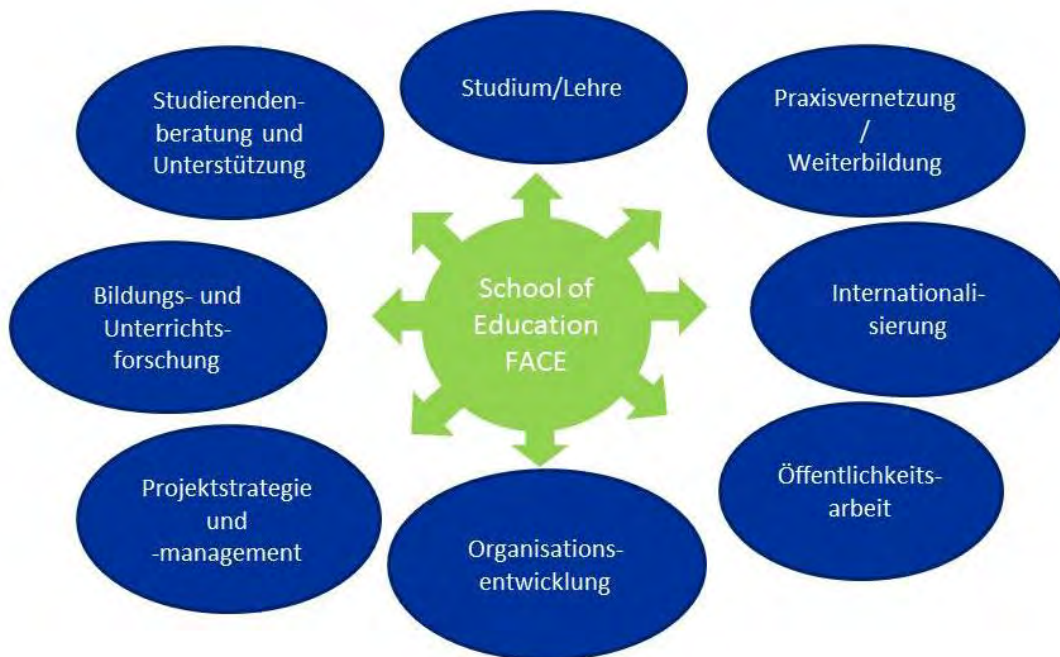 Studium/Lehre
Praxisvernetzung
/
Weiterbildung
Internationali-
sierung
Öffentlichkeits-
arbeit
Organisations-
entwicklung
Projektstrategie
und
-management
Bildungs- und
Unterrichts-
forschung
Studierenden-
beratung und
Unterstützung
School of
Education
FACE